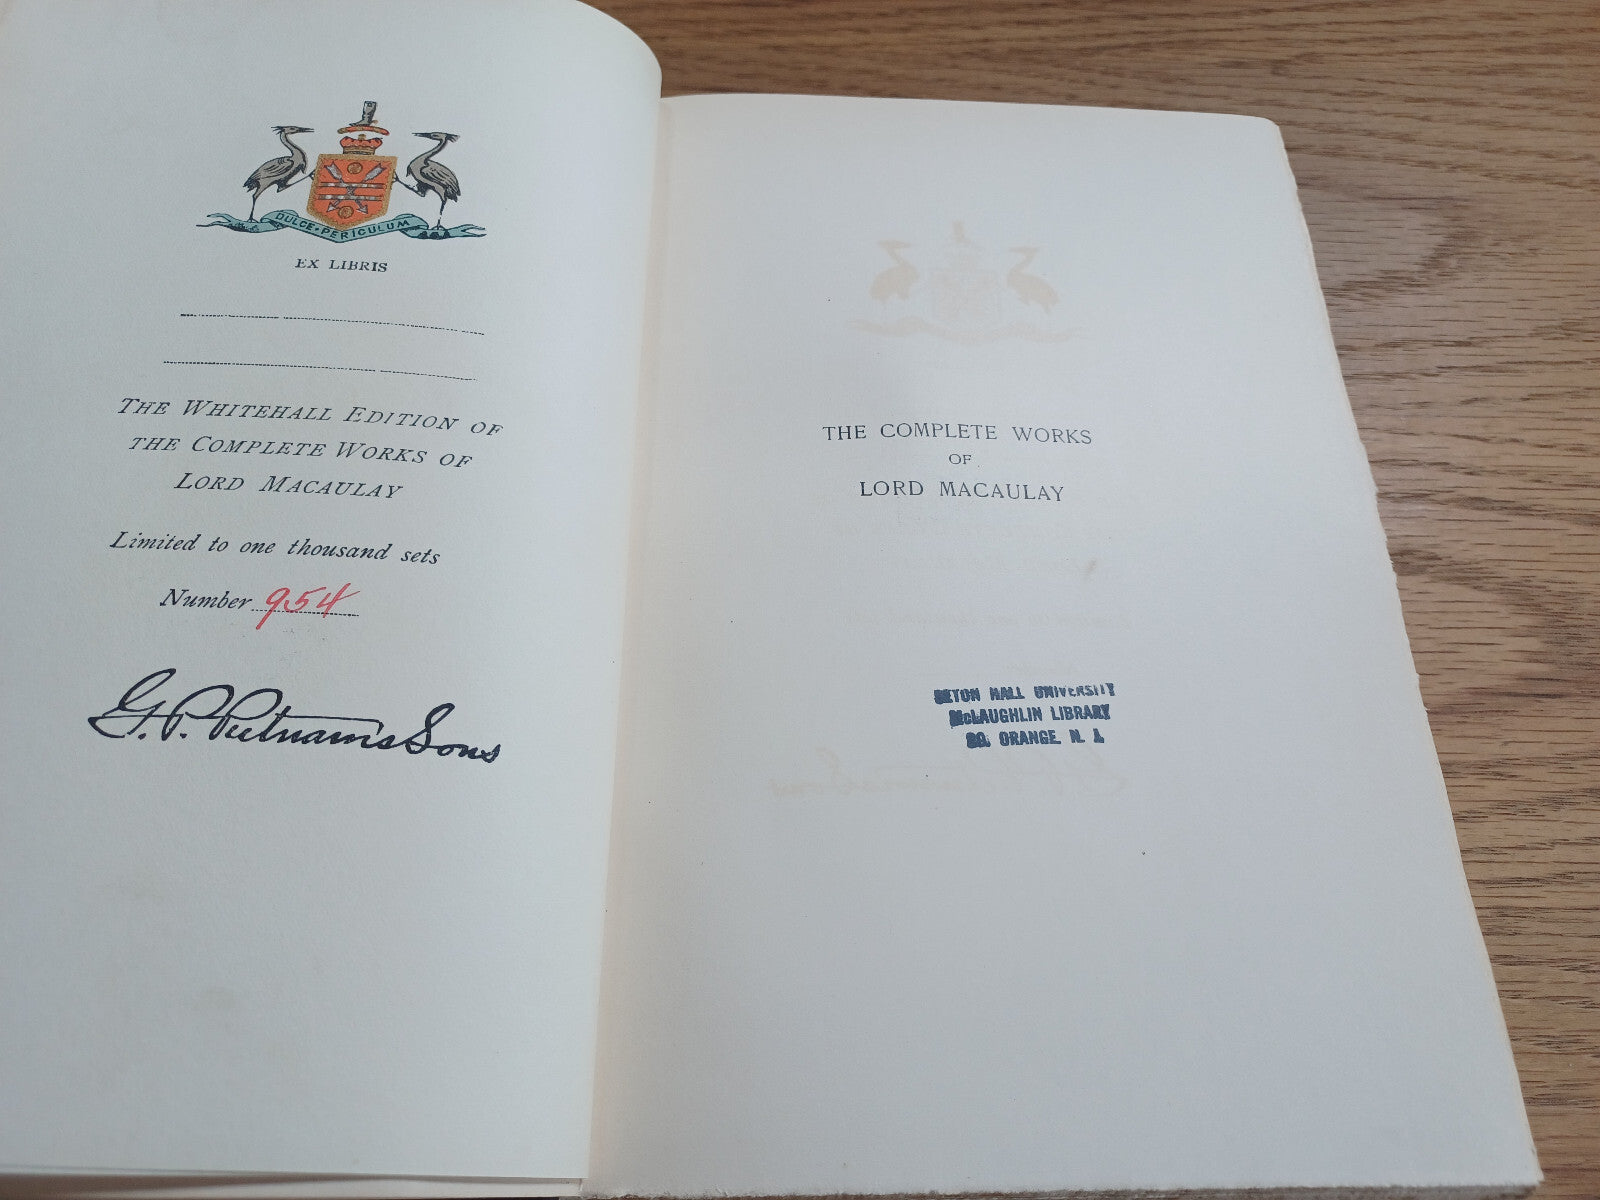 DULCE·PERICULUM
EX LIBRIS
THE WHITEHALL EDITION OF
THE COMPLETE WORKS OF
LORD MACAULAY
Limited to one thousand sets
Number 954
G. P. Putnam's Sons
THE COMPLETE WORKS
OF
LORD MACAULAY
SETON HALL UNIVERSITY
McLAUGHLIN LIBRARY
SO. ORANGE, N. J.